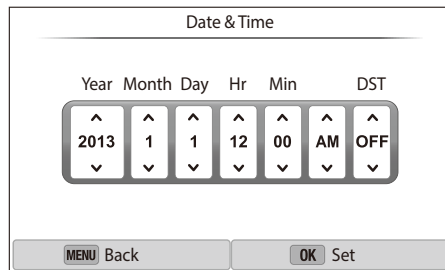 Date & Time
Year Month Day Hr Min DST
2013 1 1 12 00 AM OFF
MENU Back OK Set